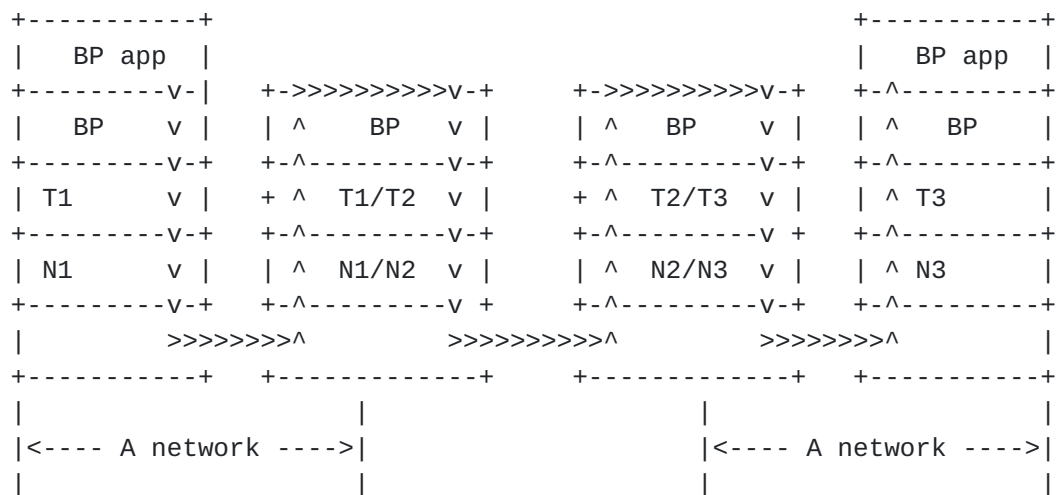 +-----------+                                      +-----------+
|   BP app  |                                      |   BP app  |
+---------v-|   +->>>>>>>>>>v-+     +->>>>>>>>>>v-+   +-^---------+
|   BP    v |   | ^    BP   v |     | ^   BP    v |   | ^   BP    |
+---------v-+   +-^---------v-+     +-^---------v-+   +-^---------+
| T1      v |   + ^  T1/T2  v |     + ^  T2/T3  v |   | ^ T3      |
+---------v-+   +-^---------v-+     +-^---------v +   +-^---------+
| N1      v |   | ^  N1/N2  v |     | ^  N2/N3  v |   | ^ N3      |
+---------v-+   +-^---------v +     +-^---------v-+   +-^---------+
|         >>>>>>>>^          >>>>>>>>>>^          >>>>>>>>^         |
+-----------+   +-------------+     +-------------+   +-----------+
|                     |                     |                     |
|<---- A network ---->|                     |<---- A network ---->|
|                     |                     |                     |